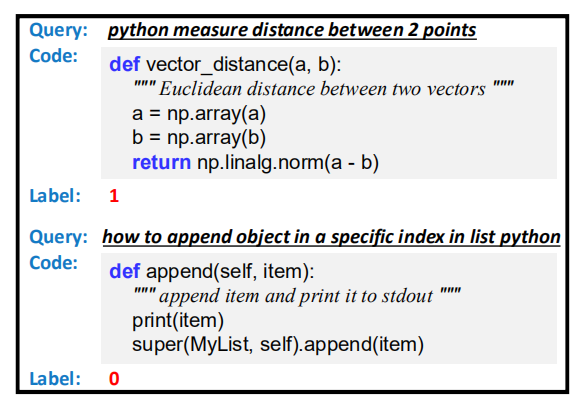 Query: python measure distance between 2 points
Code:
def vector_distance(a, b):
""" Euclidean distance between two vectors """
a = np.array(a)
b = np.array(b)
return np.linalg.norm(a - b)
Label: 1
Query: how to append object in a specific index in list python
Code:
def append(self, item):
""" append item and print it to stdout """
print(item)
super(MyList, self).append(item)
Label: 0